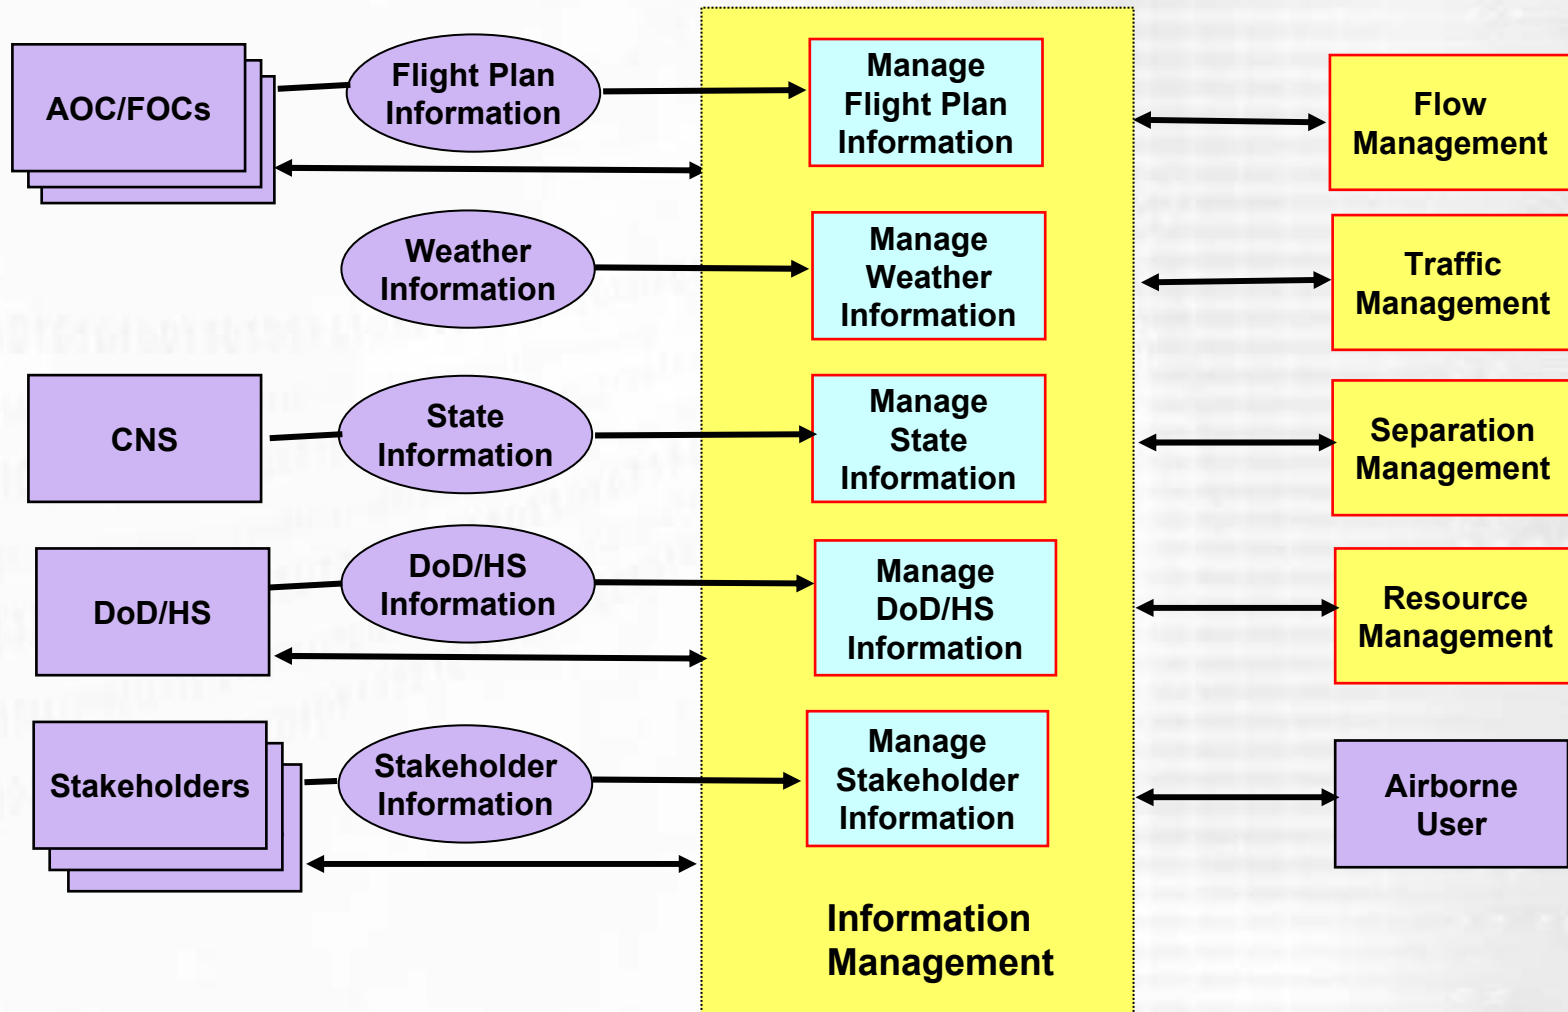 AOC/FOCs
Flight Plan
Information
Manage
Flight Plan
Information
Flow
Management
Weather
Information
Manage
Weather
Information
Traffic
Management
CNS
State
Information
Manage
State
Information
Separation
Management
DoD/HS
DoD/HS
Information
Manage
DoD/HS
Information
Resource
Management
Stakeholders
Stakeholder
Information
Manage
Stakeholder
Information
Airborne
User
Information
Management